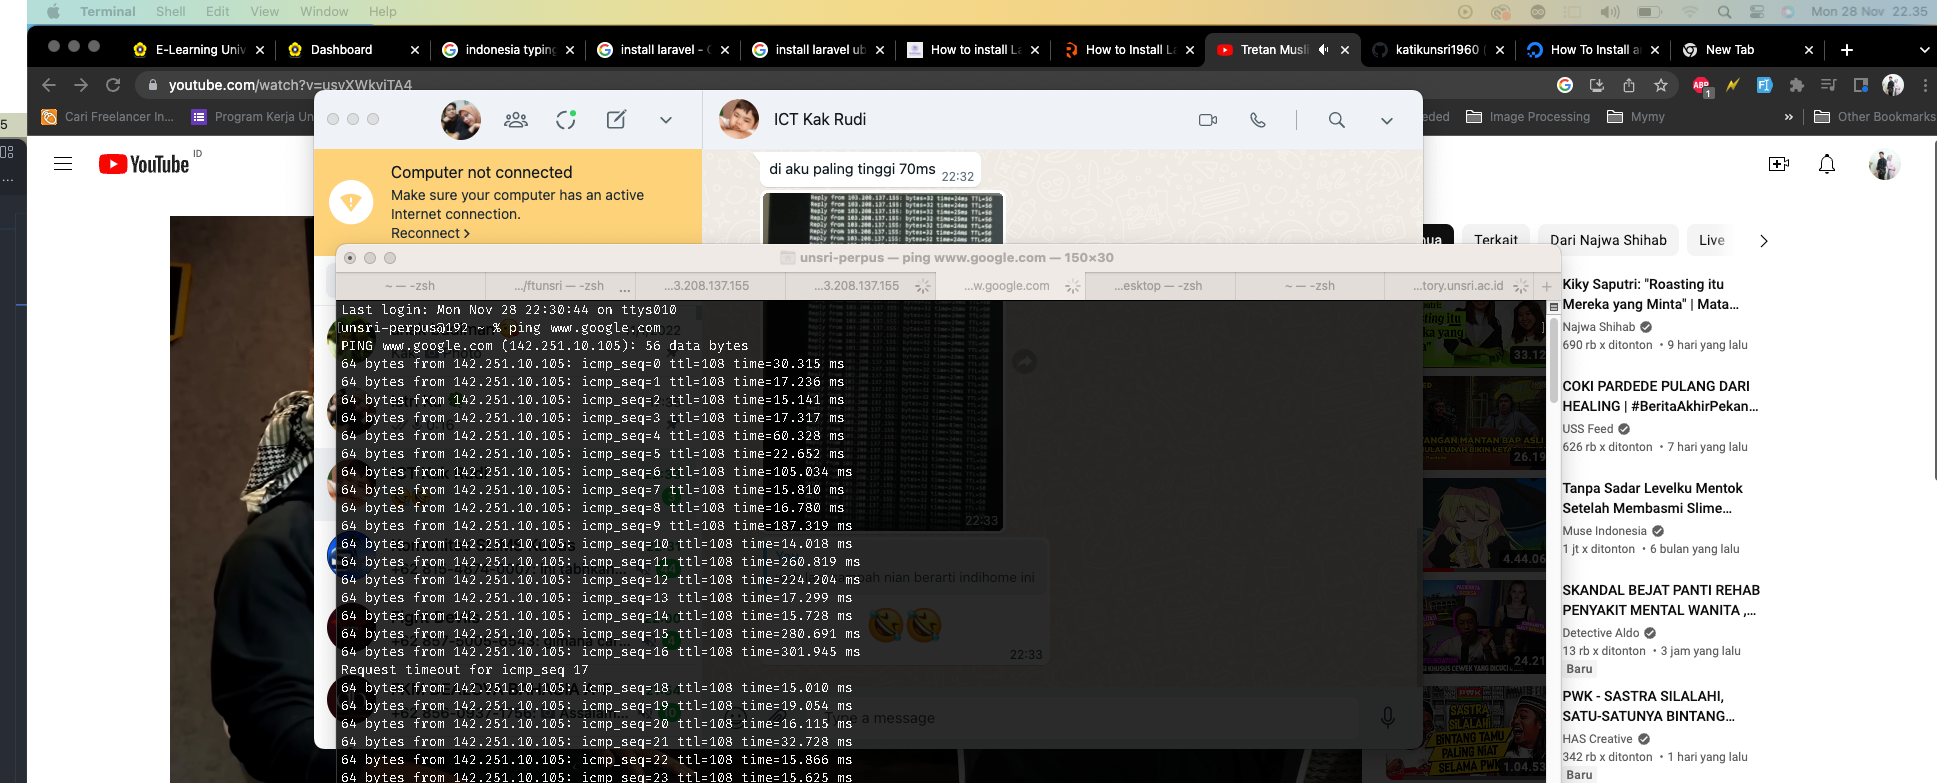 Terminal Shell Edit View Window Help
Mon 28 Nov 22.35
E-Learning Univ
Dashboard
indonesia typing
install laravel - G
install laravel ub
How to install La
How to Install La
Tretan Musli
katikunsri1960 (
How To Install a
New Tab
youtube.com/watch?v=usvXWkvjTA4
ABP
1
Cari Freelancer In...
Program Kerja Un
eded
Image Processing
Mymy
»
Other Bookmarks
5
YouTube ID
ICT Kak Rudi
Computer not connected
Make sure your computer has an active
Internet connection.
Reconnect >
di aku paling tinggi 70ms 22:32
Reply from 103.208.137.155: bytes=32 time=24ms TTL=56
unsri-perpus — ping www.google.com — 150×30
~ — -zsh
.../ftunsri — -zsh ...
...3.208.137.155
...3.208.137.155
...w.google.com
...esktop — -zsh
~ — -zsh
...tory.unsri.ac.id
Last login: Mon Nov 28 22:30:44 on ttys010
unsri-perpus@192 ~ % ping www.google.com
PING www.google.com (142.251.10.105): 56 data bytes
64 bytes from 142.251.10.105: icmp_seq=0 ttl=108 time=30.315 ms
64 bytes from 142.251.10.105: icmp_seq=1 ttl=108 time=17.236 ms
64 bytes from 142.251.10.105: icmp_seq=2 ttl=108 time=15.141 ms
64 bytes from 142.251.10.105: icmp_seq=3 ttl=108 time=17.317 ms
64 bytes from 142.251.10.105: icmp_seq=4 ttl=108 time=60.328 ms
64 bytes from 142.251.10.105: icmp_seq=5 ttl=108 time=22.652 ms
64 bytes from 142.251.10.105: icmp_seq=6 ttl=108 time=105.034 ms
64 bytes from 142.251.10.105: icmp_seq=7 ttl=108 time=15.810 ms
64 bytes from 142.251.10.105: icmp_seq=8 ttl=108 time=16.780 ms
64 bytes from 142.251.10.105: icmp_seq=9 ttl=108 time=187.319 ms
64 bytes from 142.251.10.105: icmp_seq=10 ttl=108 time=14.018 ms
64 bytes from 142.251.10.105: icmp_seq=11 ttl=108 time=260.819 ms
64 bytes from 142.251.10.105: icmp_seq=12 ttl=108 time=224.204 ms
64 bytes from 142.251.10.105: icmp_seq=13 ttl=108 time=17.299 ms
64 bytes from 142.251.10.105: icmp_seq=14 ttl=108 time=15.728 ms
64 bytes from 142.251.10.105: icmp_seq=15 ttl=108 time=280.691 ms
64 bytes from 142.251.10.105: icmp_seq=16 ttl=108 time=301.945 ms
Request timeout for icmp_seq 17
64 bytes from 142.251.10.105: icmp_seq=18 ttl=108 time=15.010 ms
64 bytes from 142.251.10.105: icmp_seq=19 ttl=108 time=19.054 ms
64 bytes from 142.251.10.105: icmp_seq=20 ttl=108 time=16.115 ms
64 bytes from 142.251.10.105: icmp_seq=21 ttl=108 time=32.728 ms
64 bytes from 142.251.10.105: icmp_seq=22 ttl=108 time=15.866 ms
64 bytes from 142.251.10.105: icmp_seq=23 ttl=108 time=15.625 ms
22:33
nian berarti indihome ini
22:33
Type a message
Terkait
Dari Najwa Shihab
Live
Kiky Saputri: "Roasting itu
Mereka yang Minta" | Mata...
Najwa Shihab
690 rb x ditonton • 9 hari yang lalu
33.12
COKI PARDEDE PULANG DARI
HEALING | #BeritaAkhirPekan...
USS Feed
626 rb x ditonton • 7 hari yang lalu
26.19
Tanpa Sadar Levelku Mentok
Setelah Membasmi Slime...
Muse Indonesia
1 jt x ditonton • 6 bulan yang lalu
4.44.06
SKANDAL BEJAT PANTI REHAB
PENYAKIT MENTAL WANITA ,...
Detective Aldo
13 rb x ditonton • 3 jam yang lalu
Baru
24.21
PWK - SASTRA SILALAHI,
SATU-SATUNYA BINTANG...
HAS Creative
342 rb x ditonton • 1 hari yang lalu
Baru
PWK
SASTRA
SILALAHI
BINTANG
TAMU
PALING NIAT
SELAMA PWK
1.04.53